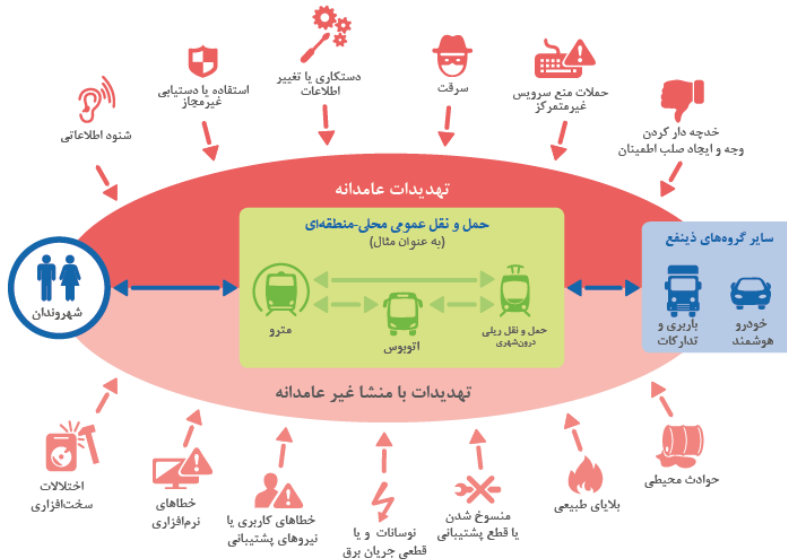 دستکاری یا تغییر
اطلاعات
استفاده یا دستیابی
غیرمجاز
سرقت
حملات منع سرویس
غیرمتمرکز
شنود اطلاعاتی
خدچه دار کردن
وجه و ایجاد صلب اطمینان
تهدیدات عامدانه
حمل و نقل عمومی محلی-منطقه‌ای
(به عنوان مثال)
سایر گروه‌های ذینفع
شهروندان
مترو
اتوبوس
حمل و نقل ریلی
درون‌شهری
باربری و
تدارکات
خودرو
هوشمند
تهدیدات با منشا غیر عامدانه
اختلالات
سخت‌افزاری
خطاهای
نرم‌افزاری
خطاهای کاربری یا
نیروهای پشتیبانی
نوسانات و یا
قطعی جریان برق
منسوخ شدن
یا قطع پشتیبانی
بلایای طبیعی
حوادث محیطی